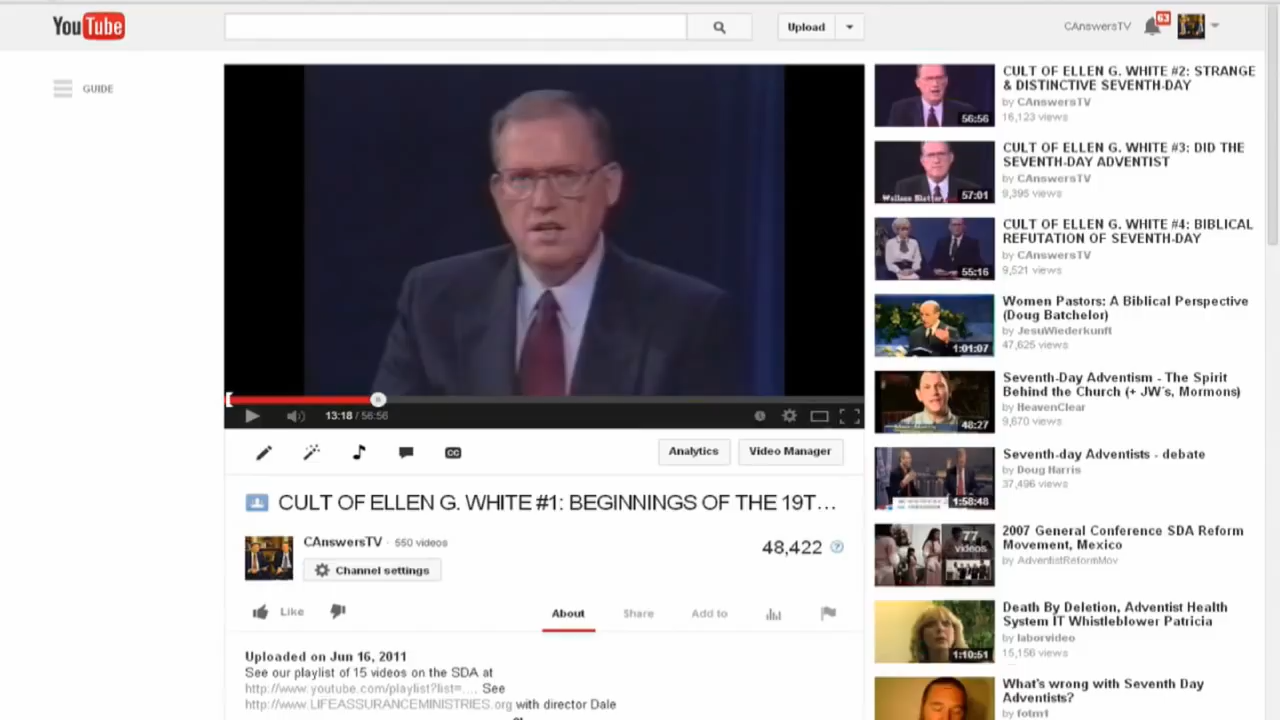 YouTube
Upload
CAnswersTV
63
GUIDE
13:18 / 56:56
CC
Analytics
Video Manager
CULT OF ELLEN G. WHITE #1: BEGINNINGS OF THE 19T...
CAnswersTV · 550 videos
Channel settings
48,422
Like
About
Share
Add to
Uploaded on Jun 16, 2011
See our playlist of 15 videos on the SDA at
http://www.youtube.com/playlist?list=.... See
http://www.LIFEASSURANCEMINISTRIES.org with director Dale
56:56
CULT OF ELLEN G. WHITE #2: STRANGE
& DISTINCTIVE SEVENTH-DAY
by CAnswersTV
16,123 views
57:01
CULT OF ELLEN G. WHITE #3: DID THE
SEVENTH-DAY ADVENTIST
by CAnswersTV
9,395 views
55:16
CULT OF ELLEN G. WHITE #4: BIBLICAL
REFUTATION OF SEVENTH-DAY
by CAnswersTV
9,521 views
1:01:07
Women Pastors: A Biblical Perspective
(Doug Batchelor)
by JesuWiederkunft
47,625 views
48:27
Seventh-Day Adventism - The Spirit
Behind the Church (+ JW's, Mormons)
by HeavenClear
9,670 views
1:58:48
Seventh-day Adventists - debate
by Doug Harris
37,496 views
77
videos
2007 General Conference SDA Reform
Movement, Mexico
by AdventistReformMov
1:10:51
Death By Deletion, Adventist Health
System IT Whistleblower Patricia
by laborvideo
15,156 views
What's wrong with Seventh Day
Adventists?
by fotm1